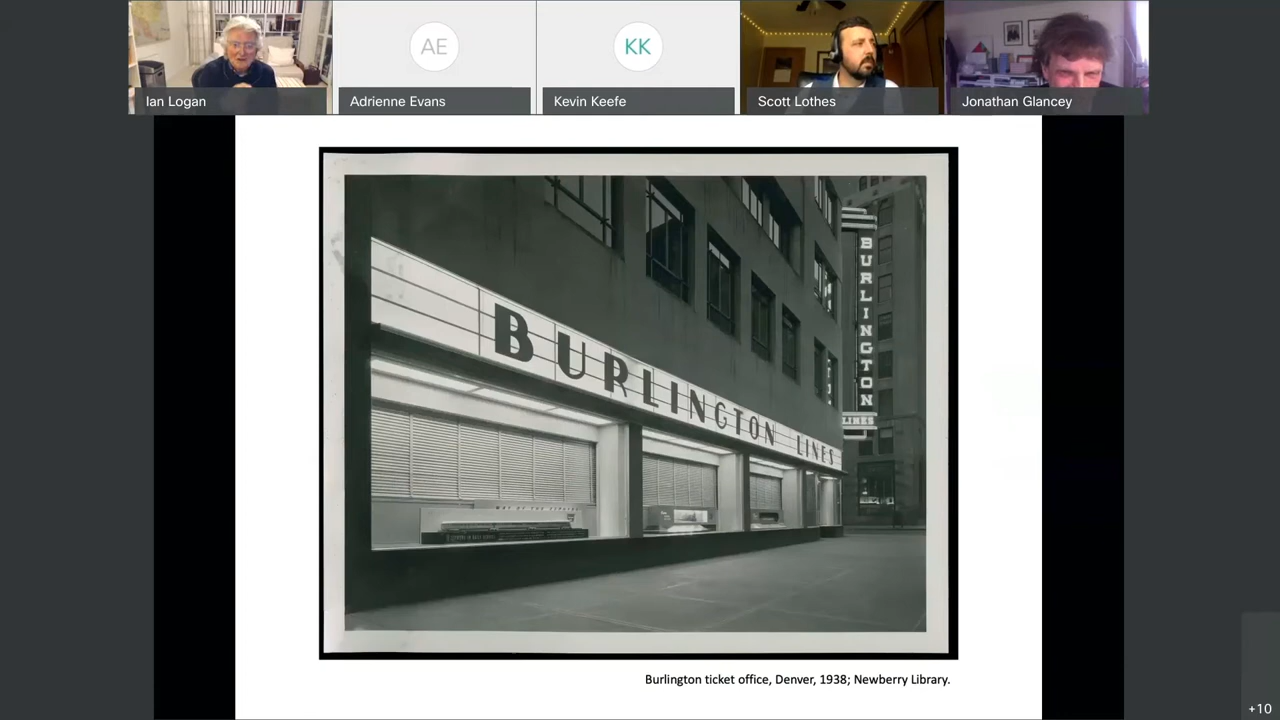 AE
KK
Ian Logan
Adrienne Evans
Kevin Keefe
Scott Lothes
Jonathan Glancey
BURLINGTON LINES
BURLINGTON
LINES
Burlington ticket office, Denver, 1938; Newberry Library.
+10